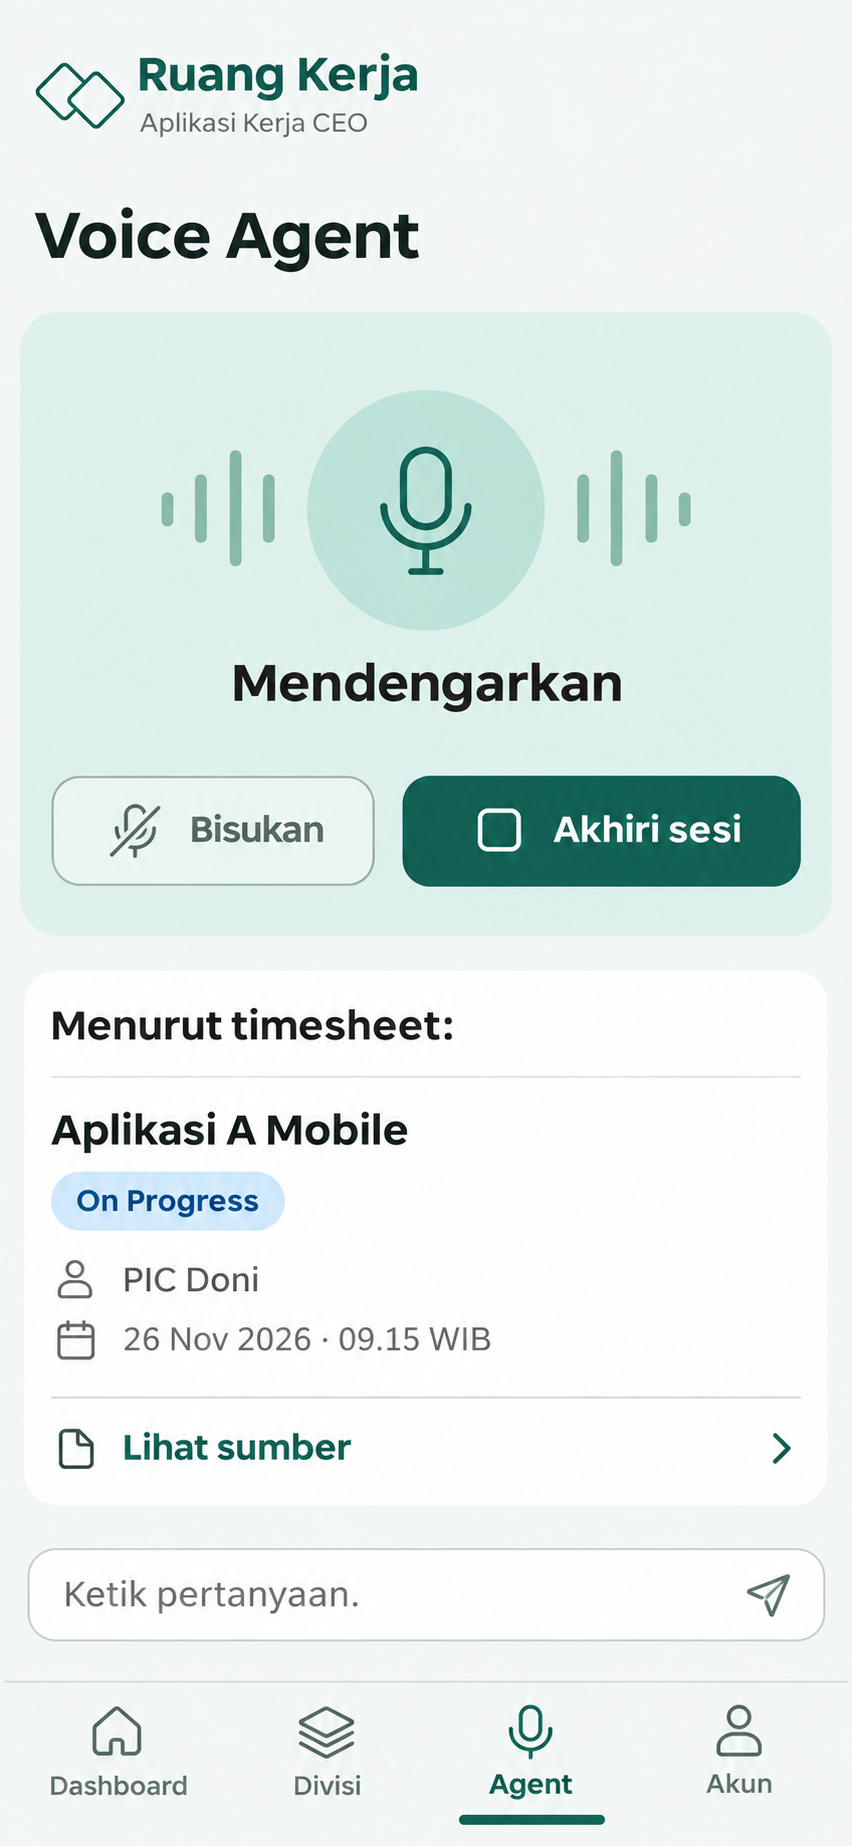 Ruang Kerja
Aplikasi Kerja CEO
Voice Agent
Mendengarkan
Bisukan
Akhiri sesi
Menurut timesheet:
Aplikasi A Mobile
On Progress
PIC Doni
26 Nov 2026 · 09.15 WIB
Lihat sumber
Ketik pertanyaan.
Dashboard
Divisi
Agent
Akun